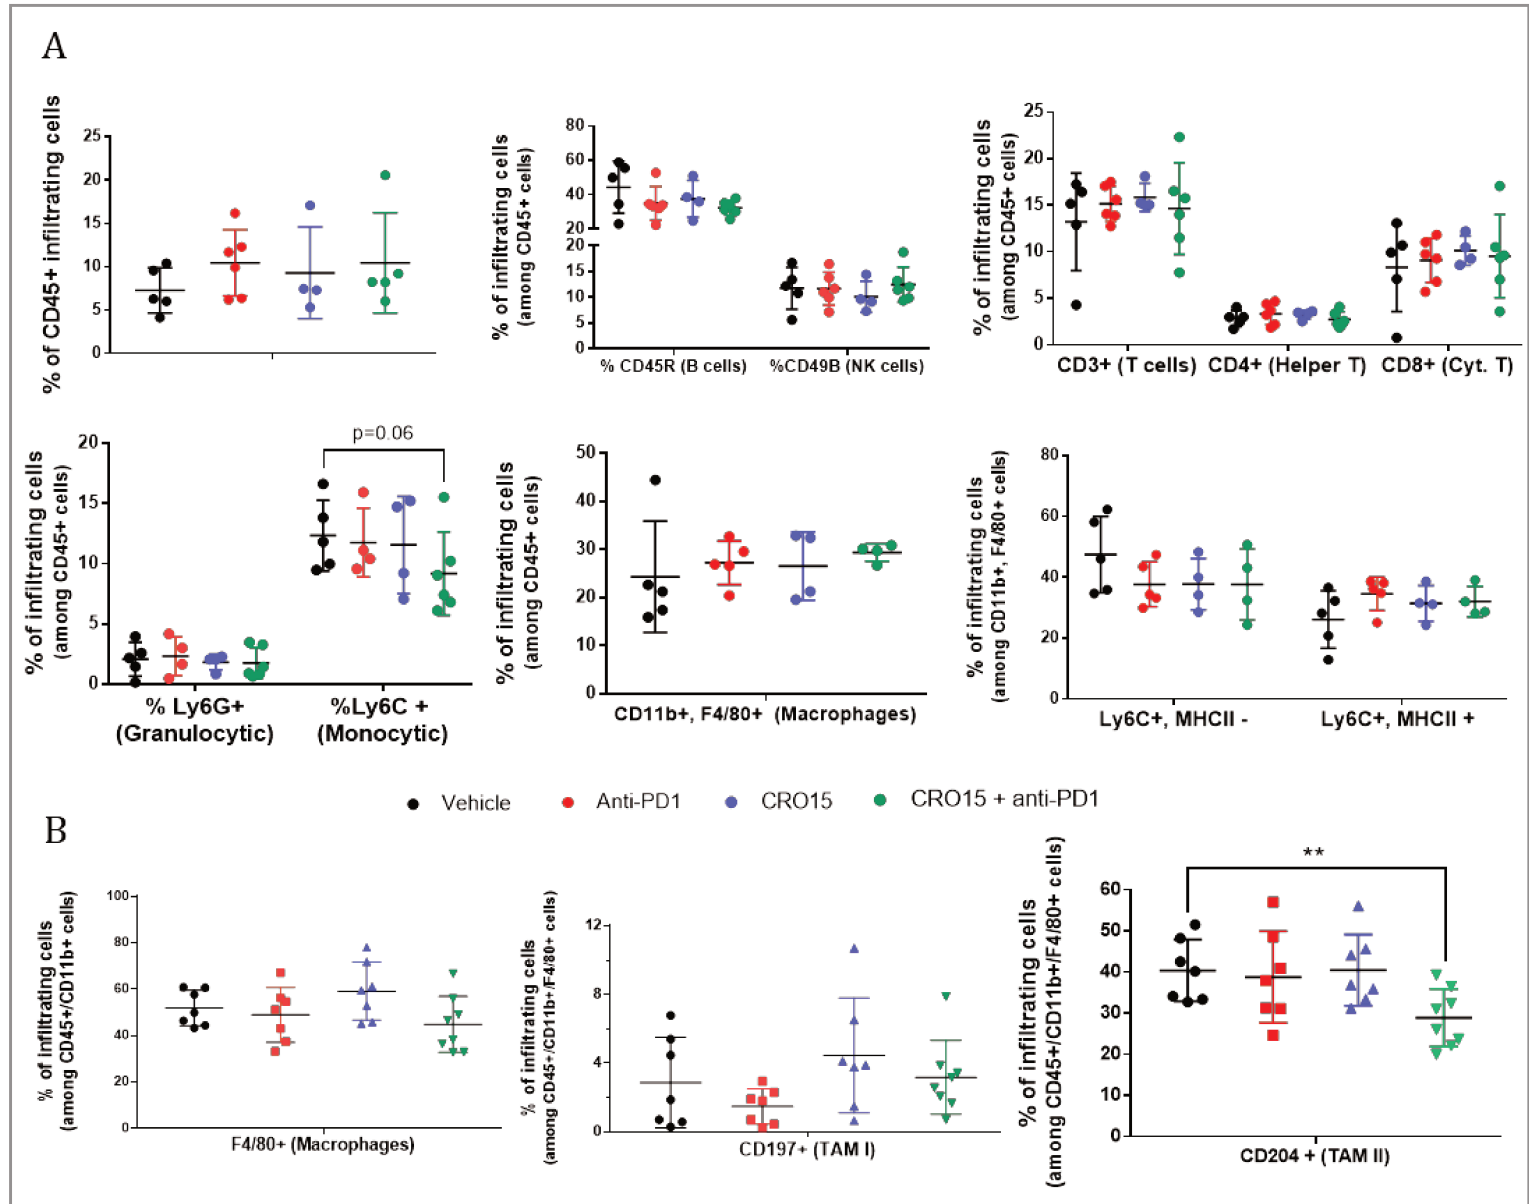 A
% of CD45+ infiltrating cells
25
20
15
10
5
0
% of infiltrating cells
(among CD45+ cells)
80
60
40
20
20
15
10
5
0
% CD45R (B cells)
%CD49B (NK cells)
% of infiltrating cells
(among CD45+ cells)
25
20
15
10
5
0
CD3+ (T cells)
CD4+ (Helper T)
CD8+ (Cyt. T)
% of infiltrating cells
(among CD45+ cells)
20
15
10
5
0
p=0.06
% Ly6G+
(Granulocytic)
%Ly6C +
(Monocytic)
% of infiltrating cells
(among CD45+ cells)
50
40
30
20
10
0
CD11b+, F4/80+ (Macrophages)
% of infiltrating cells
(among CD11b+, F4/80+ cells)
80
60
40
20
0
Ly6C+, MHCII -
Ly6C+, MHCII +
Vehicle
Anti-PD1
CRO15
CRO15 + anti-PD1
B
% of infiltrating cells
(among CD45+/CD11b+ cells)
100
80
60
40
20
0
F4/80+ (Macrophages)
% of infiltrating cells
(among CD45+/CD11b+/F4/80+ cells)
12
8
4
0
CD197+ (TAM I)
% of infiltrating cells
(among CD45+/CD11b+/F4/80+ cells)
60
50
40
30
20
10
0
**
CD204 + (TAM II)